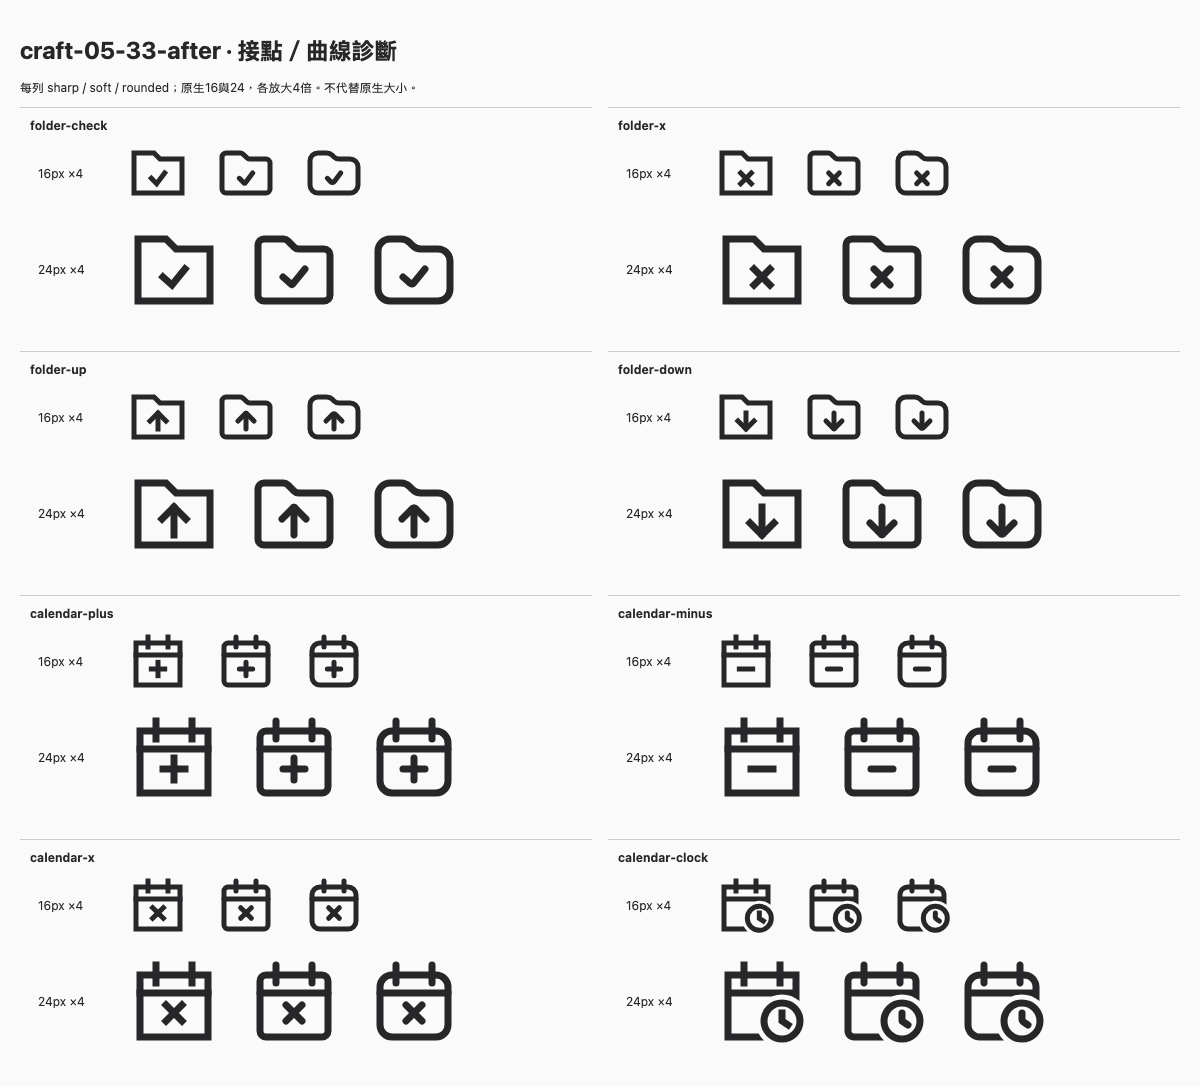 craft-05-33-after · 接點 / 曲線診斷
每列 sharp / soft / rounded；原生16與24，各放大4倍。不代替原生大小。
folder-check
16px ×4
24px ×4
folder-x
16px ×4
24px ×4
folder-up
16px ×4
24px ×4
folder-down
16px ×4
24px ×4
calendar-plus
16px ×4
24px ×4
calendar-minus
16px ×4
24px ×4
calendar-x
16px ×4
24px ×4
calendar-clock
16px ×4
24px ×4